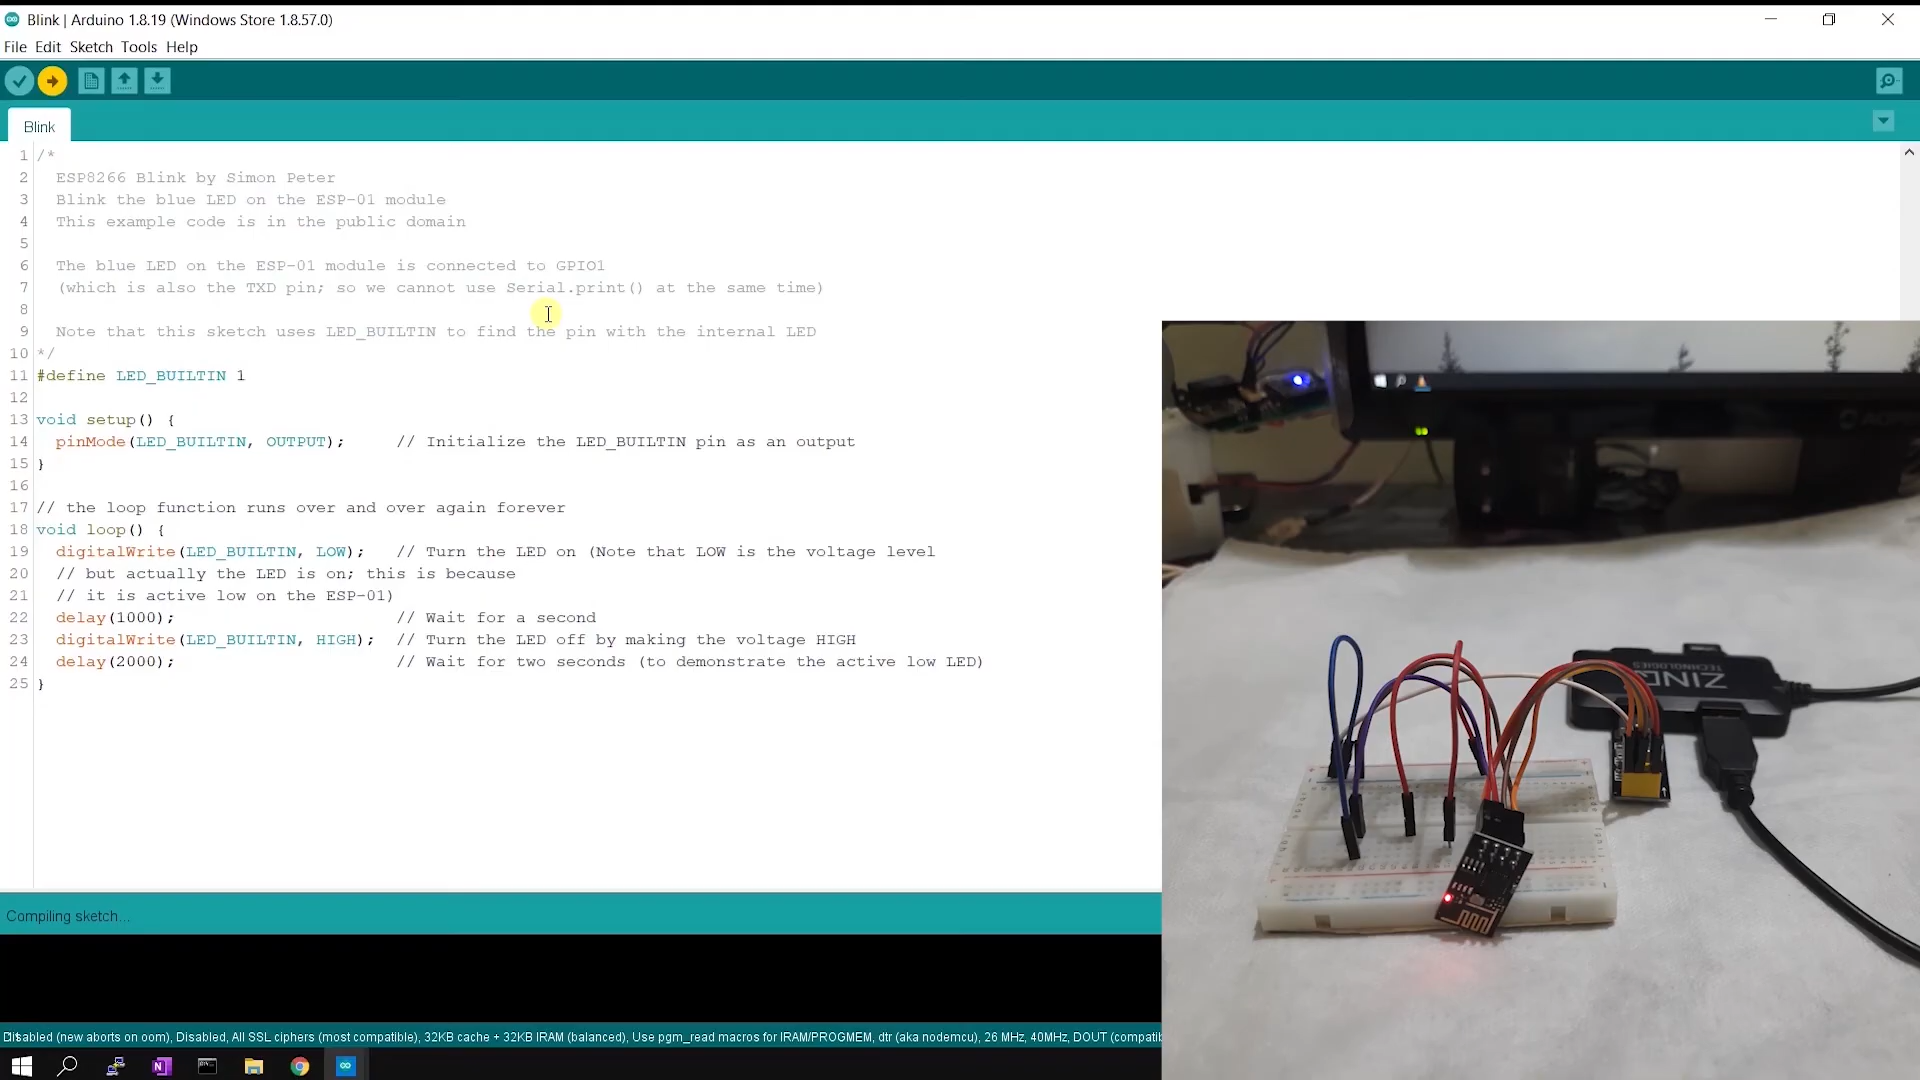 Blink | Arduino 1.8.19 (Windows Store 1.8.57.0)
File Edit Sketch Tools Help
Blink
1 /*
2 ESP8266 Blink by Simon Peter
3 Blink the blue LED on the ESP-01 module
4 This example code is in the public domain
5
6 The blue LED on the ESP-01 module is connected to GPIO1
7 (which is also the TXD pin; so we cannot use Serial.print() at the same time)
8
9 Note that this sketch uses LED_BUILTIN to find the pin with the internal LED
10 */
11 #define LED_BUILTIN 1
12
13 void setup() {
14 pinMode(LED_BUILTIN, OUTPUT); // Initialize the LED_BUILTIN pin as an output
15 }
16
17 // the loop function runs over and over again forever
18 void loop() {
19 digitalWrite(LED_BUILTIN, LOW); // Turn the LED on (Note that LOW is the voltage level
20 // but actually the LED is on; this is because
21 // it is active low on the ESP-01)
22 delay(1000); // Wait for a second
23 digitalWrite(LED_BUILTIN, HIGH); // Turn the LED off by making the voltage HIGH
24 delay(2000); // Wait for two seconds (to demonstrate the active low LED)
25 }
ZINQ
TECHNOLOGIES
Compiling sketch...
(new aborts on oom), Disabled, All SSL ciphers (most compatible), 32KB cache + 32KB IRAM (balanced), Use pgm_read macros for IRAM/PROGMEM, dtr (aka nodemcu), 26 MHz, 40MHz, DOUT (compatib